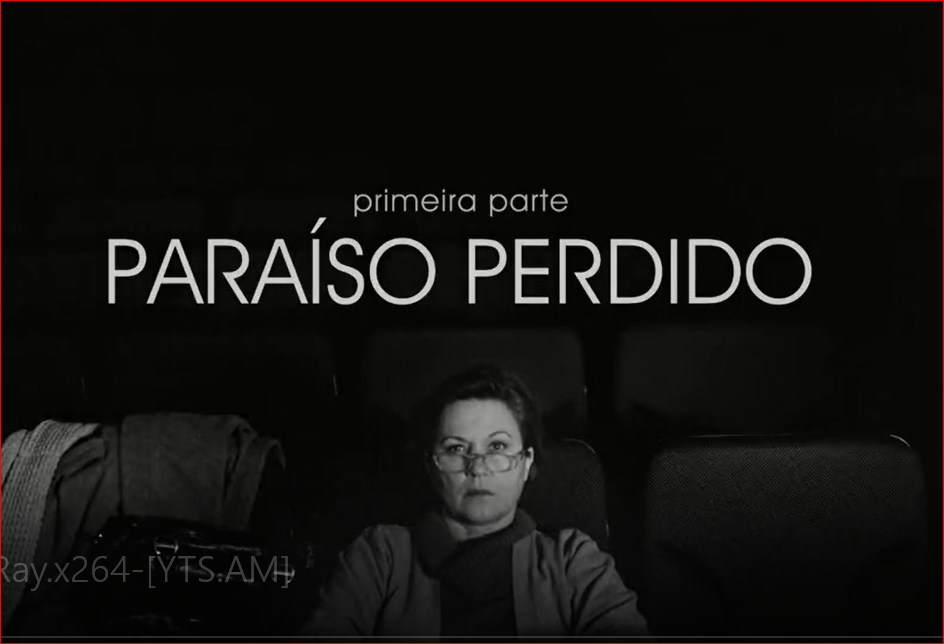 primeira parte
PARAÍSO PERDIDO
Ray.x264-[YTS.AM]